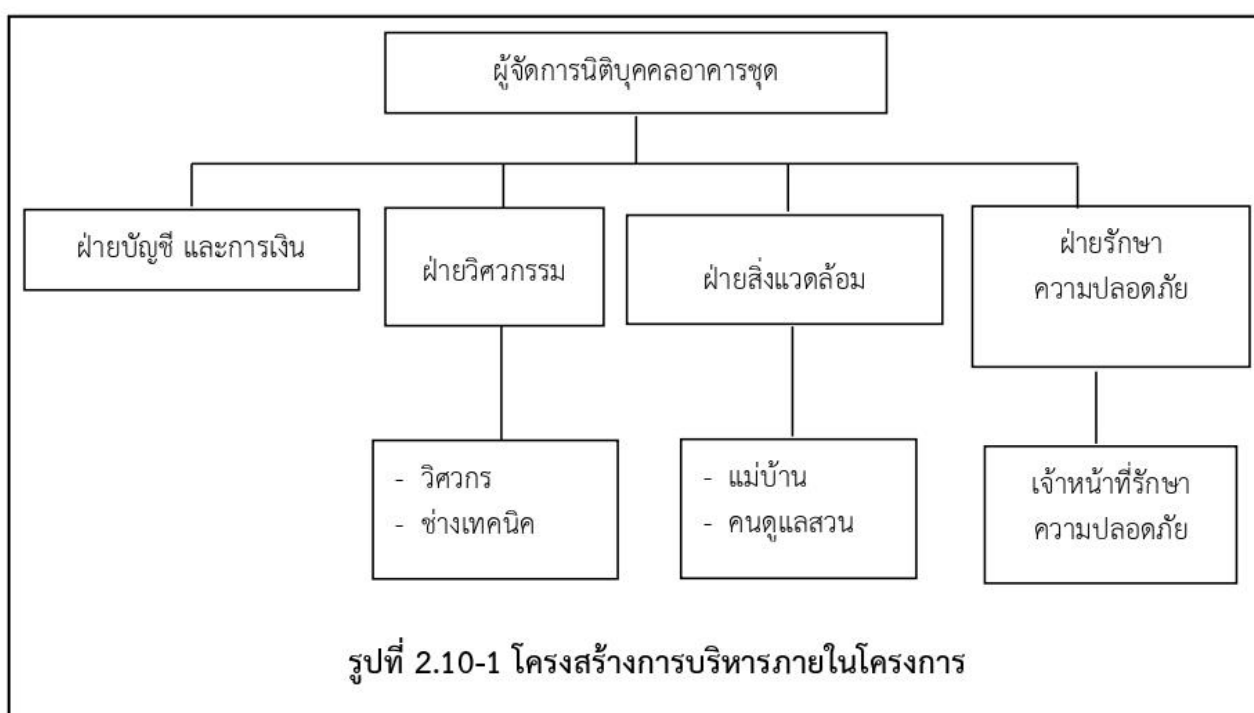 ผู้จัดการนิติบุคคลอาคารชุด
ฝ่ายบัญชี และการเงิน
ฝ่ายวิศวกรรม
ฝ่ายสิ่งแวดล้อม
ฝ่ายรักษา
ความปลอดภัย
- วิศวกร
- ช่างเทคนิค
- แม่บ้าน
- คนดูแลสวน
เจ้าหน้าที่รักษา
ความปลอดภัย
รูปที่ 2.10-1 โครงสร้างการบริหารภายในโครงการ